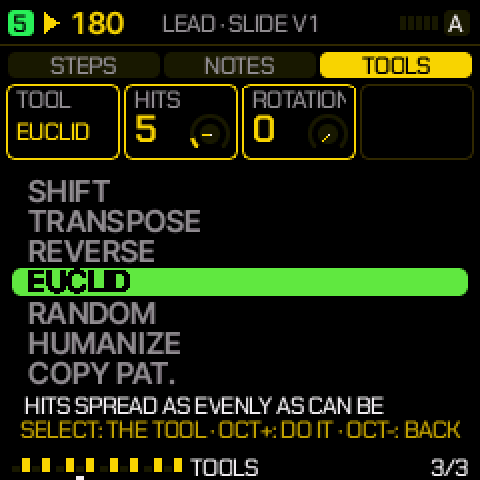 5 180 LEAD · SLIDE V1 A
STEPS NOTES TOOLS
TOOL HITS ROTATION
EUCLID 5 0
SHIFT
TRANSPOSE
REVERSE
EUCLID
RANDOM
HUMANIZE
COPY PAT.
HITS SPREAD AS EVENLY AS CAN BE
SELECT: THE TOOL · OCT+: DO IT · OCT-: BACK
TOOLS 3/3